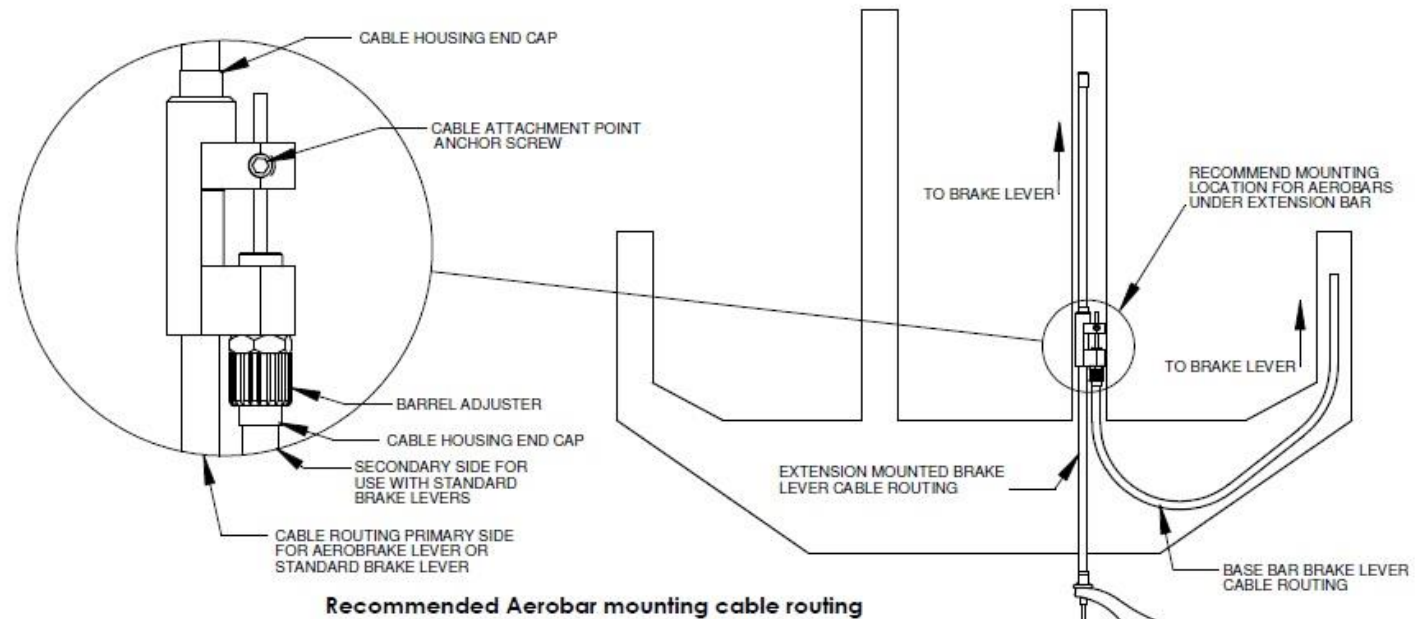 CABLE HOUSING END CAP
CABLE ATTACHMENT POINT
ANCHOR SCREW
BARREL ADJUSTER
CABLE HOUSING END CAP
SECONDARY SIDE FOR
USE WITH STANDARD
BRAKE LEVERS
CABLE ROUTING PRIMARY SIDE
FOR AEROBRAKE LEVER OR
STANDARD BRAKE LEVER
TO BRAKE LEVER
RECOMMEND MOUNTING
LOCATION FOR AEROBARS
UNDER EXTENSION BAR
TO BRAKE LEVER
EXTENSION MOUNTED BRAKE
LEVER CABLE ROUTING
BASE BAR BRAKE LEVER
CABLE ROUTING
Recommended Aerobar mounting cable routing